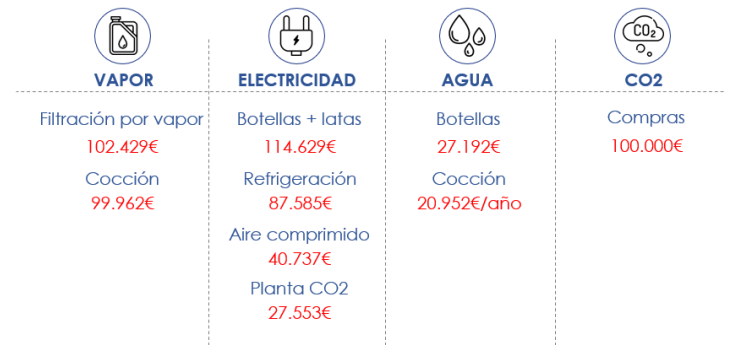 CO2
VAPOR
Filtración por vapor
102.429€
Cocción
99.962€
ELECTRICIDAD
Botellas + latas
114.629€
Refrigeración
87.585€
Aire comprimido
40.737€
Planta CO2
27.553€
AGUA
Botellas
27.192€
Cocción
20.952€/año
CO2
Compras
100.000€